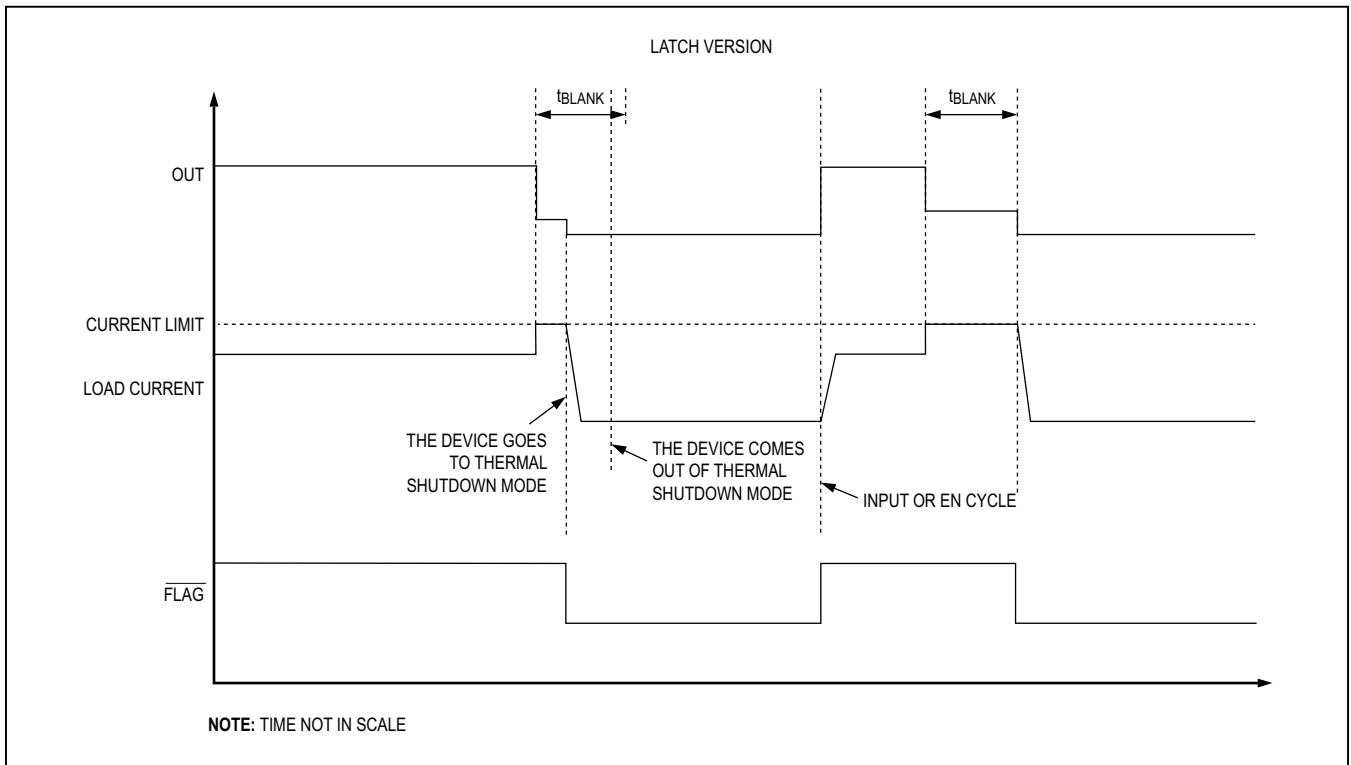 LATCH VERSION
tBLANK
tBLANK
OUT
CURRENT LIMIT
LOAD CURRENT
THE DEVICE GOES
TO THERMAL
SHUTDOWN MODE
THE DEVICE COMES
OUT OF THERMAL
SHUTDOWN MODE
INPUT OR EN CYCLE
FLAG
NOTE: TIME NOT IN SCALE